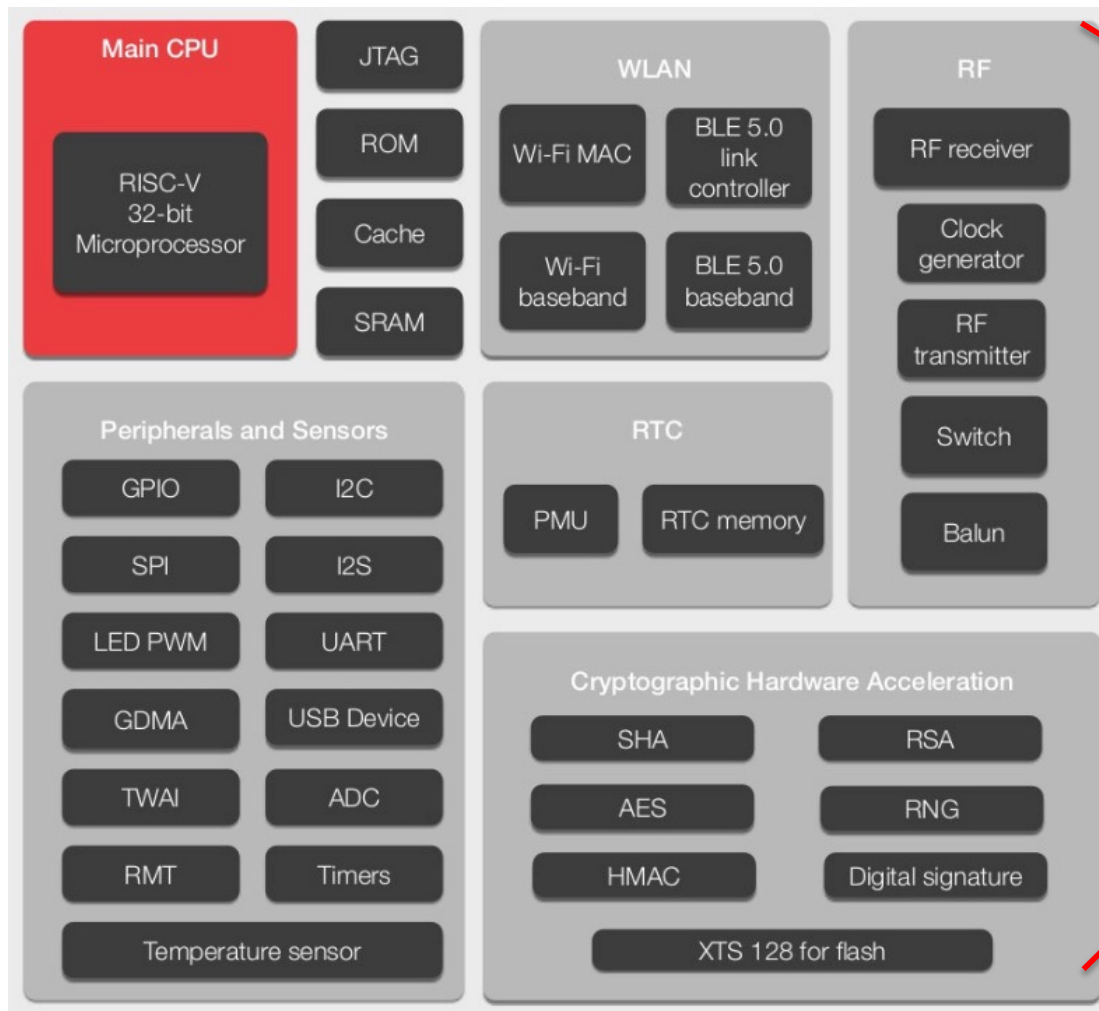 Main CPU
RISC-V
32-bit
Microprocessor
JTAG
ROM
Cache
SRAM
WLAN
Wi-Fi MAC
BLE 5.0
link
controller
Wi-Fi
baseband
BLE 5.0
baseband
RF
RF receiver
Clock
generator
RF
transmitter
Switch
Balun
Peripherals and Sensors
GPIO
I2C
SPI
I2S
LED PWM
UART
GDMA
USB Device
TWAI
ADC
RMT
Timers
Temperature sensor
RTC
PMU
RTC memory
Cryptographic Hardware Acceleration
SHA
RSA
AES
RNG
HMAC
Digital signature
XTS 128 for flash